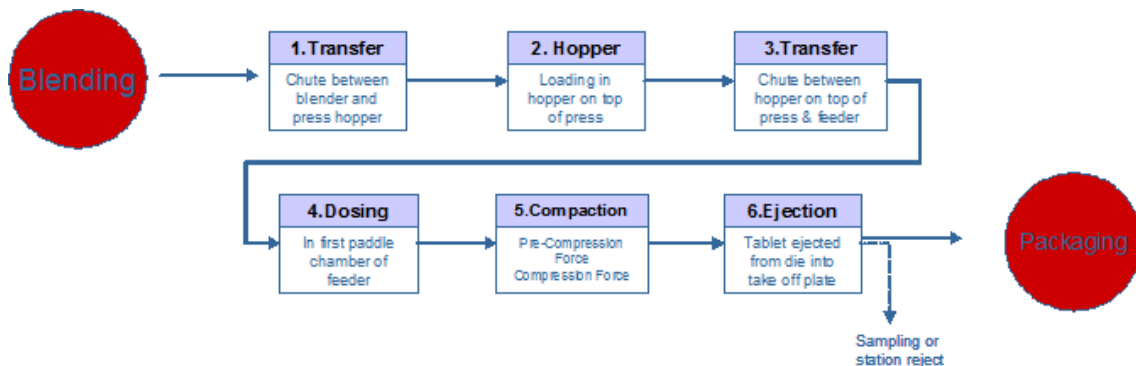 Blending
1.Transfer
Chute between
blender and
press hopper
2. Hopper
Loading in
hopper on top
of press
3.Transfer
Chute between
hopper on top of
press & feeder
4.Dosing
In first paddle
chamber of
feeder
5.Compaction
Pre-Compression
Force
Compression Force
6.Ejection
Tablet ejected
from die into
take off plate
Packaging
Sampling or
station reject